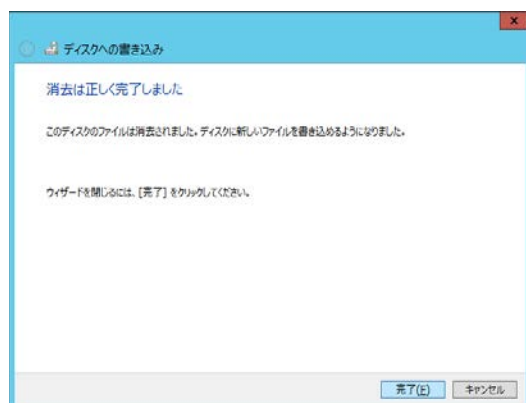 ディスクへの書き込み
消去は正しく完了しました
このディスクのファイルは消去されました。ディスクに新しいファイルを書き込めるようになりました。
ウィザードを閉じるには、[完了] をクリックしてください。
完了(F) キャンセル